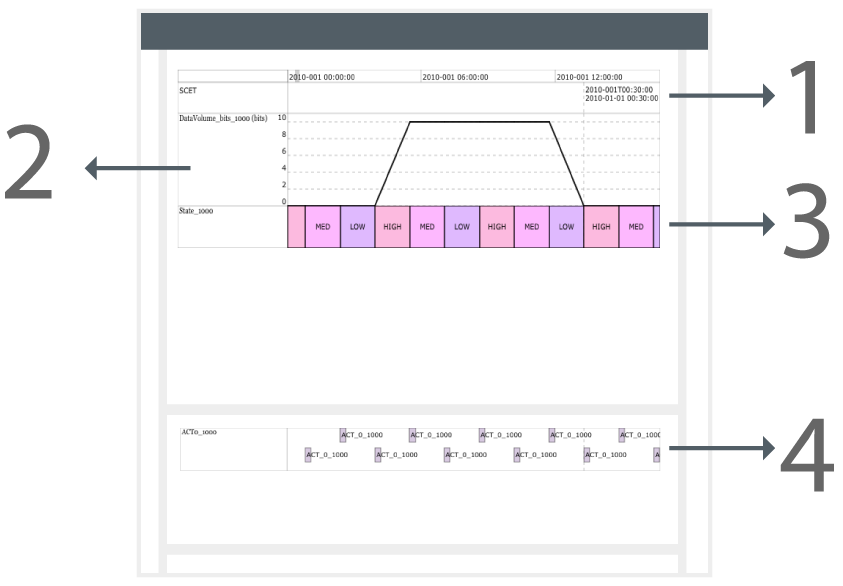 2010-001 00:00:00 2010-001 06:00:00 2010-001 12:00:00
SCET
2010-001T00:30:00
2010-01-01 00:30:00
1
DataVolume_bits_1000 (bits)
10
8
6
4
2
0
2
State_1000
MED LOW HIGH MED LOW HIGH MED LOW HIGH MED
3
ACT0_1000
ACT_0_1000 ACT_0_1000 ACT_0_1000 ACT_0_1000 ACT_0_1000
ACT_0_1000 ACT_0_1000 ACT_0_1000 ACT_0_1000 ACT_0_1000 A
4